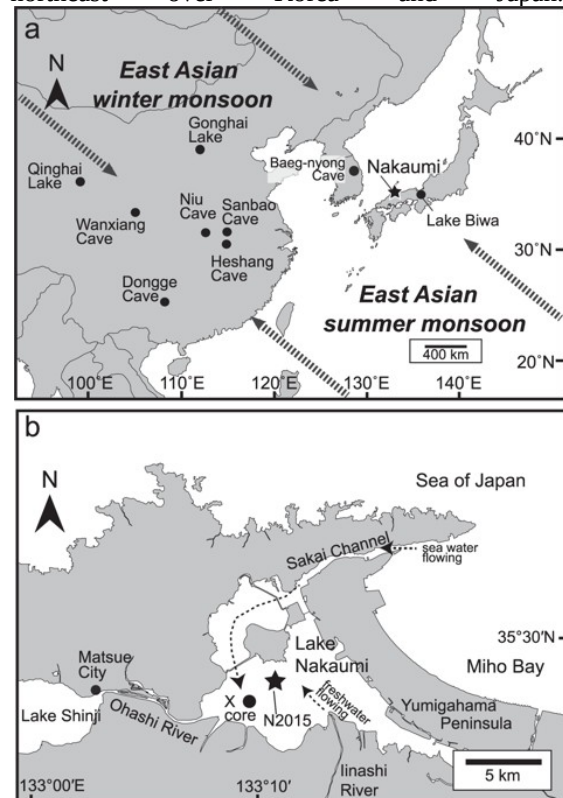 northeast over Korea and Japan.
a
N
East Asian
winter monsoon
Gonghai
Lake
Qinghai
Lake
Wanxiang
Cave
Niu
Cave
Sanbao
Cave
Heshang
Cave
Dongge
Cave
Baeg-nyong
Cave
Nakaumi
Lake Biwa
40˚N
30˚N
20˚N
East Asian
summer monsoon
400 km
100˚E
110˚E
120˚E
130˚E
140˚E
b
N
Sea of Japan
Sakai Channel
sea water
flowing
35°30′N
Matsue
City
Lake
Nakaumi
Miho Bay
Lake Shinji
Ohashi River
X
core
N2015
freshwater
flowing
Yumigahama
Peninsula
Iinashi
River
5 km
133°00′E
133°10′